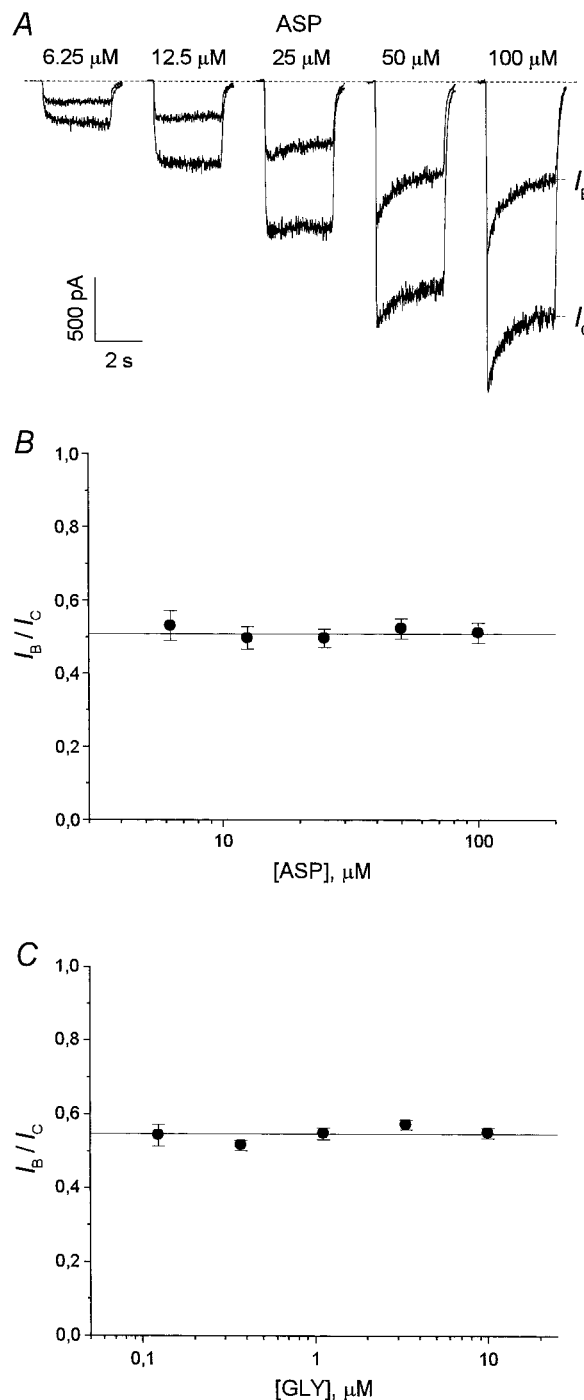 A
ASP
6.25 μM 12.5 μM 25 μM 50 μM 100 μM
I_B
I_C
500 pA
2 s
B
1,0
0,8
0,6
0,4
0,2
0,0
I_B / I_C
10 100
[ASP], μM
C
1,0
0,8
0,6
0,4
0,2
0,0
I_B / I_C
0,1 1 10
[GLY], μM